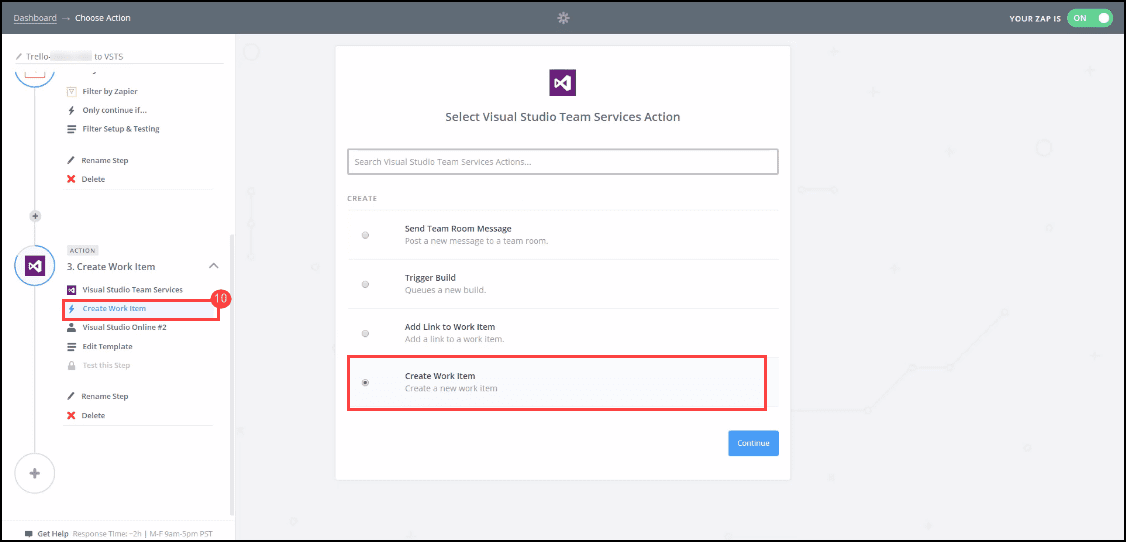 Dashboard → Choose Action
YOUR ZAP IS ON
Trello- to VSTS
Filter by Zapier
Only continue if...
Filter Setup & Testing
Rename Step
Delete
ACTION
3. Create Work Item
Visual Studio Team Services
Create Work Item
10
Visual Studio Online #2
Edit Template
Test this Step
Rename Step
Delete
Get Help Response Time: ~2h | M-F 9am-5pm PST
Select Visual Studio Team Services Action
Search Visual Studio Team Services Actions...
CREATE
Send Team Room Message
Post a new message to a team room.
Trigger Build
Queues a new build.
Add Link to Work Item
Add a link to a work item.
Create Work Item
Create a new work item
Continue